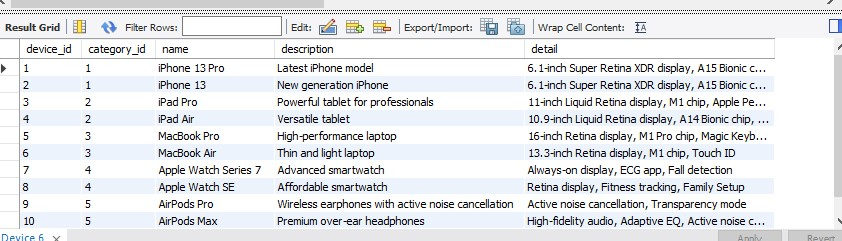 Result Grid Filter Rows: Edit: Export/Import: Wrap Cell Content: IA
device_id category_id name description detail
1 1 iPhone 13 Pro Latest iPhone model 6.1-inch Super Retina XDR display, A15 Bionic c...
2 1 iPhone 13 New generation iPhone 6.1-inch Super Retina XDR display, A15 Bionic c...
3 2 iPad Pro Powerful tablet for professionals 11-inch Liquid Retina display, M1 chip, Apple Pe...
4 2 iPad Air Versatile tablet 10.9-inch Liquid Retina display, A14 Bionic chip, ...
5 3 MacBook Pro High-performance laptop 16-inch Retina display, M1 Pro chip, Magic Keyb...
6 3 MacBook Air Thin and light laptop 13.3-inch Retina display, M1 chip, Touch ID
7 4 Apple Watch Series 7 Advanced smartwatch Always-on display, ECG app, Fall detection
8 4 Apple Watch SE Affordable smartwatch Retina display, Fitness tracking, Family Setup
9 5 AirPods Pro Wireless earphones with active noise cancellation Active noise cancellation, Transparency mode
10 5 AirPods Max Premium over-ear headphones High-fidelity audio, Adaptive EQ, Active noise c...
Device 6 Apply Revert